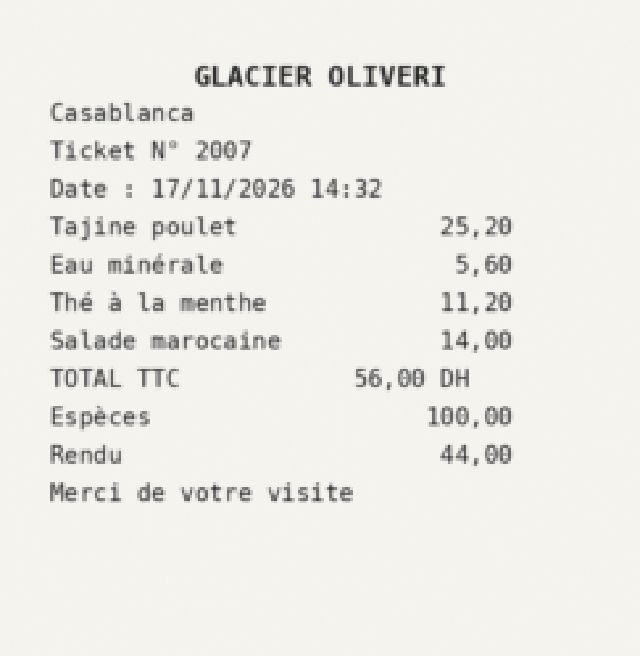 GLACIER OLIVERI
Casablanca
Ticket N° 2007
Date : 17/11/2026 14:32
Tajine poulet 25,20
Eau minérale 5,60
Thé à la menthe 11,20
Salade marocaine 14,00
TOTAL TTC 56,00 DH
Espèces 100,00
Rendu 44,00
Merci de votre visite